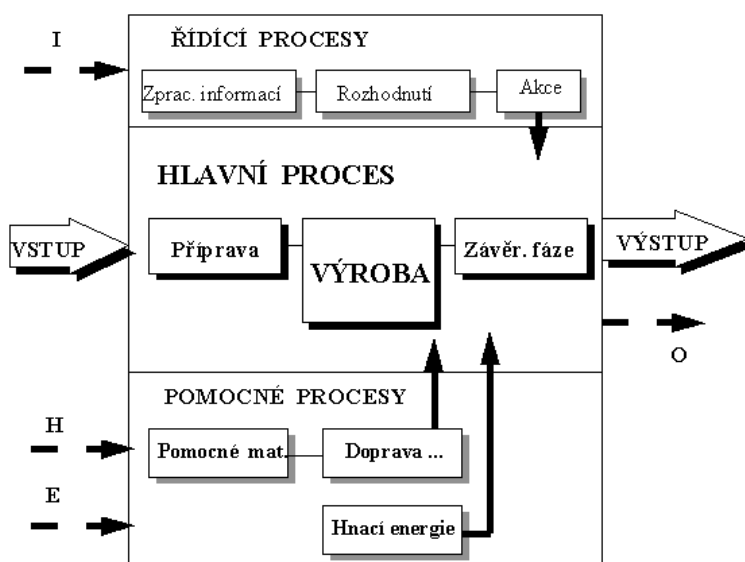 I
ŘÍDÍCÍ PROCESY
Zprac. informací
Rozhodnutí
Akce
HLAVNÍ PROCES
VSTUP
Příprava
VÝROBA
Závěr. fáze
VÝSTUP
O
POMOCNÉ PROCESY
H
Pomocné mat.
Doprava ...
E
Hnací energie